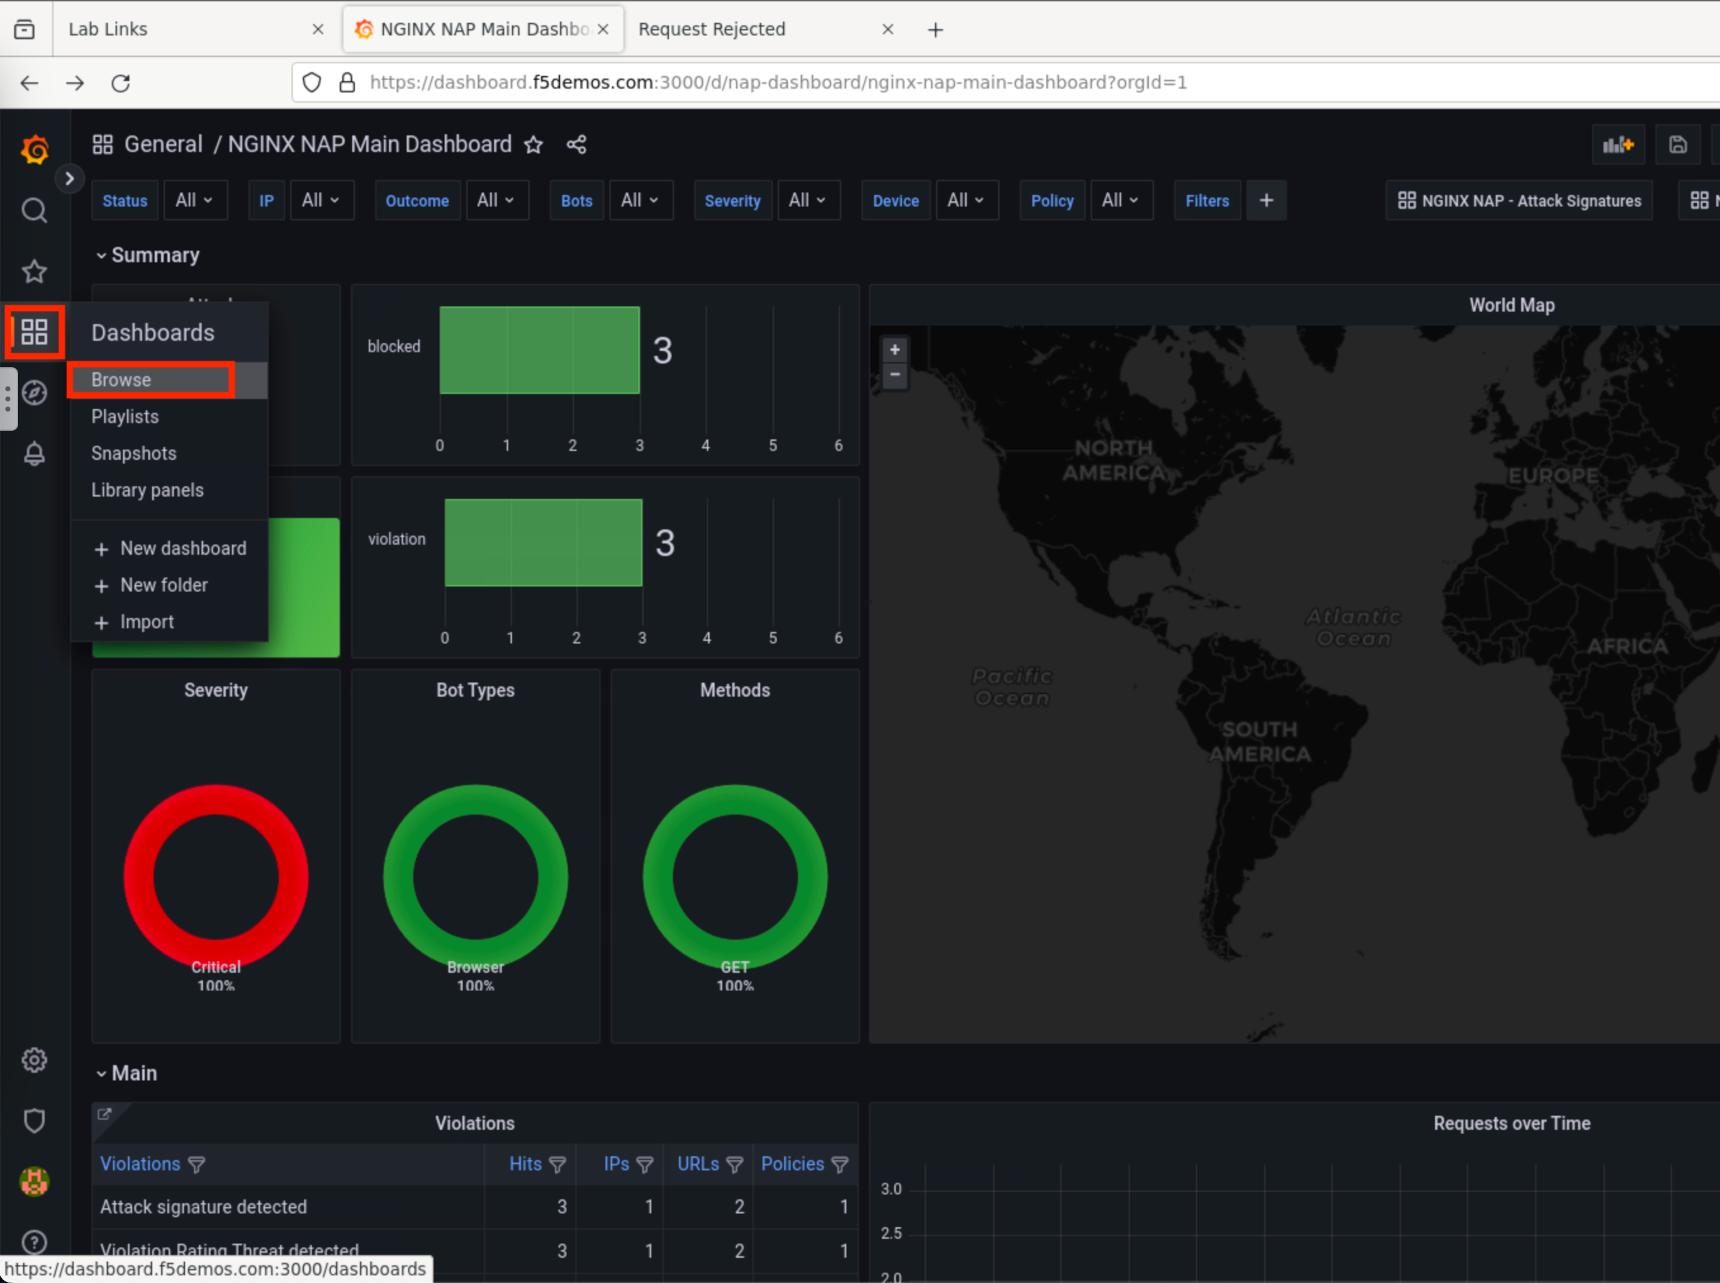 Lab Links
NGINX NAP Main Dashbo
Request Rejected
https://dashboard.f5demos.com:3000/d/nap-dashboard/nginx-nap-main-dashboard?orgId=1
General / NGINX NAP Main Dashboard
Status All IP All Outcome All Bots All Severity All Device All Policy All Filters + NGINX NAP - Attack Signatures
Summary
Dashboards
Browse
Playlists
Snapshots
Library panels
+ New dashboard
+ New folder
+ Import
blocked
3
0 1 2 3 4 5 6
violation
3
0 1 2 3 4 5 6
World Map
+
−
NORTH
AMERICA
EUROPE
Atlantic
Ocean
AFRICA
Pacific
Ocean
SOUTH
AMERICA
Severity
Critical
100%
Bot Types
Browser
100%
Methods
GET
100%
Main
Violations
Violations Hits IPs URLs Policies
Attack signature detected 3 1 2 1
Violation Rating Threat detected 3 1 2 1
Requests over Time
3.0
2.5
2.0
https://dashboard.f5demos.com:3000/dashboards